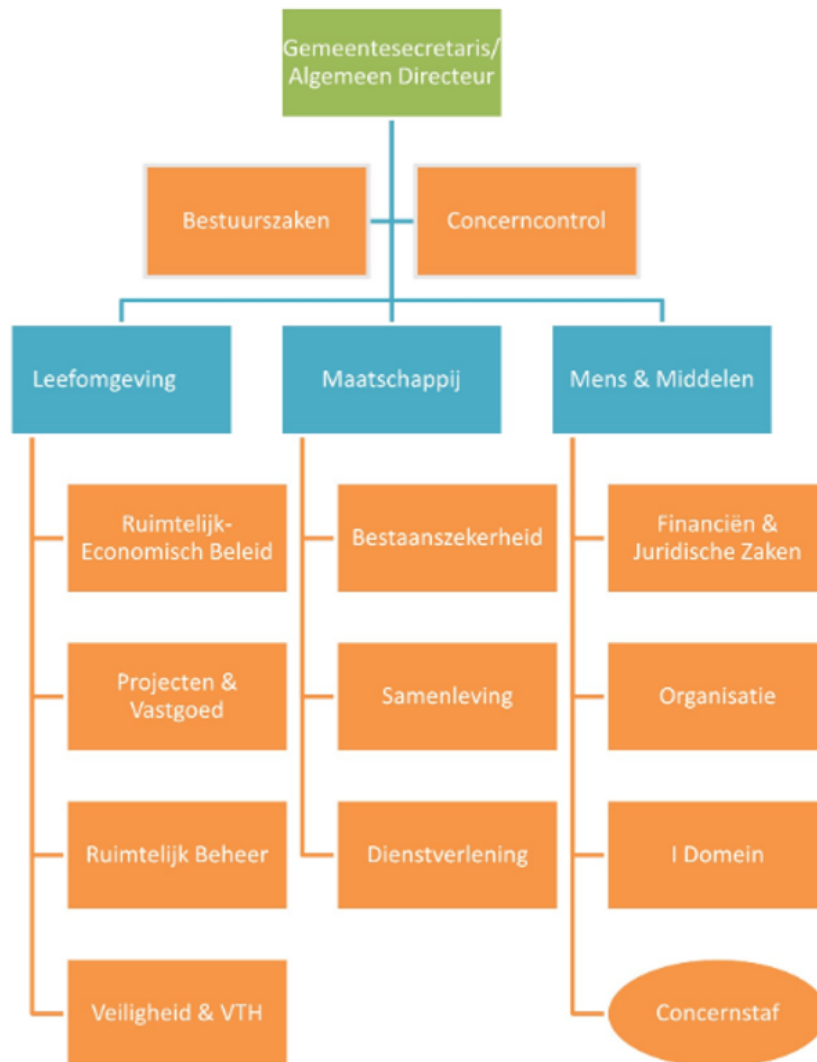 Gemeentesecretaris/
Algemeen Directeur
Bestuurszaken
Concerncontrol
Leefomgeving
Maatschappij
Mens & Middelen
Ruimtelijk-
Economisch Beleid
Bestaanszekerheid
Financiën &
Juridische Zaken
Projecten &
Vastgoed
Samenleving
Organisatie
Ruimtelijk Beheer
Dienstverlening
I Domein
Veiligheid & VTH
Concernstaf